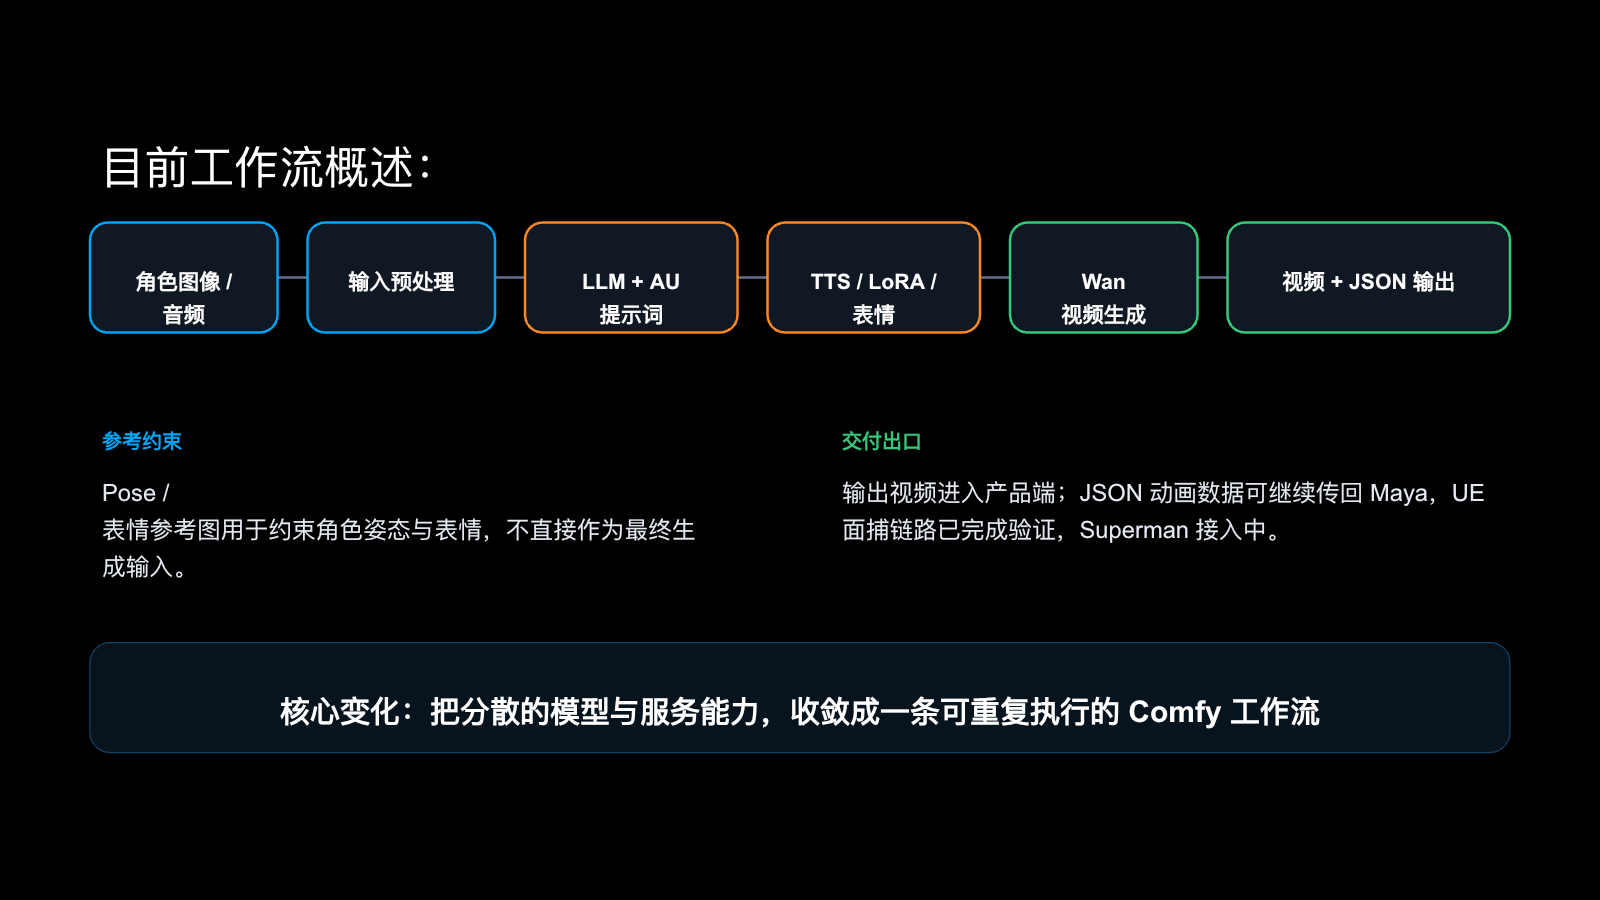 目前工作流概述：
角色图像 /
音频
输入预处理
LLM + AU
提示词
TTS / LoRA /
表情
Wan
视频生成
视频 + JSON 输出
参考约束
Pose /
表情参考图用于约束角色姿态与表情，不直接作为最终生
成输入。
交付出口
输出视频进入产品端；JSON 动画数据可继续传回 Maya，UE
面捕链路已完成验证，Superman 接入中。
核心变化：把分散的模型与服务能力，收敛成一条可重复执行的 Comfy 工作流